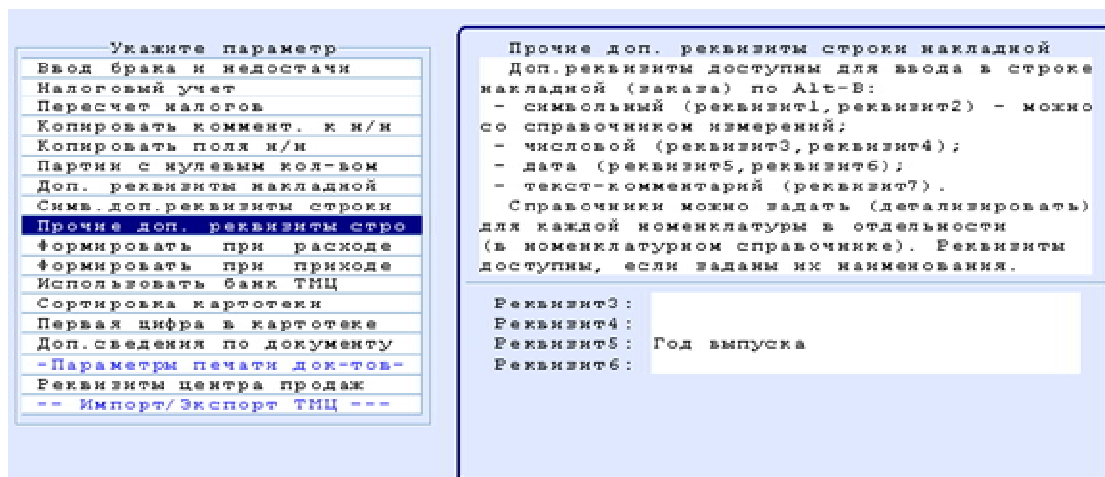 Укажите параметр
Ввод брака и недостачи
Налоговый учет
Пересчет налогов
Копировать коммент. к н/н
Копировать поля н/н
Партии с нулевым кол-вом
Доп. реквизиты накладной
Симв.доп.реквизиты строки
Прочие доп. реквизиты стро
Формировать при расходе
Формировать при приходе
Использовать банк ТМЦ
Сортировка картотеки
Первая цифра в картотеке
Доп.сведения по документу
-Параметры печати док-тов-
Реквизиты центра продаж
-- Импорт/Экспорт ТМЦ ---
Прочие доп. реквизиты строки накладной
Доп.реквизиты доступны для ввода в строке
накладной (заказа) по Alt-B:
- символьный (реквизит1,реквизит2) - можно
со справочником измерений;
- числовой (реквизит3,реквизит4);
- дата (реквизит5,реквизит6);
- текст-комментарий (реквизит7).
Справочники можно задать (детализировать)
для каждой номенклатуры в отдельности
(в номенклатурном справочнике). Реквизиты
доступны, если заданы их наименования.
Реквизит3:
Реквизит4:
Реквизит5: Год выпуска
Реквизит6: